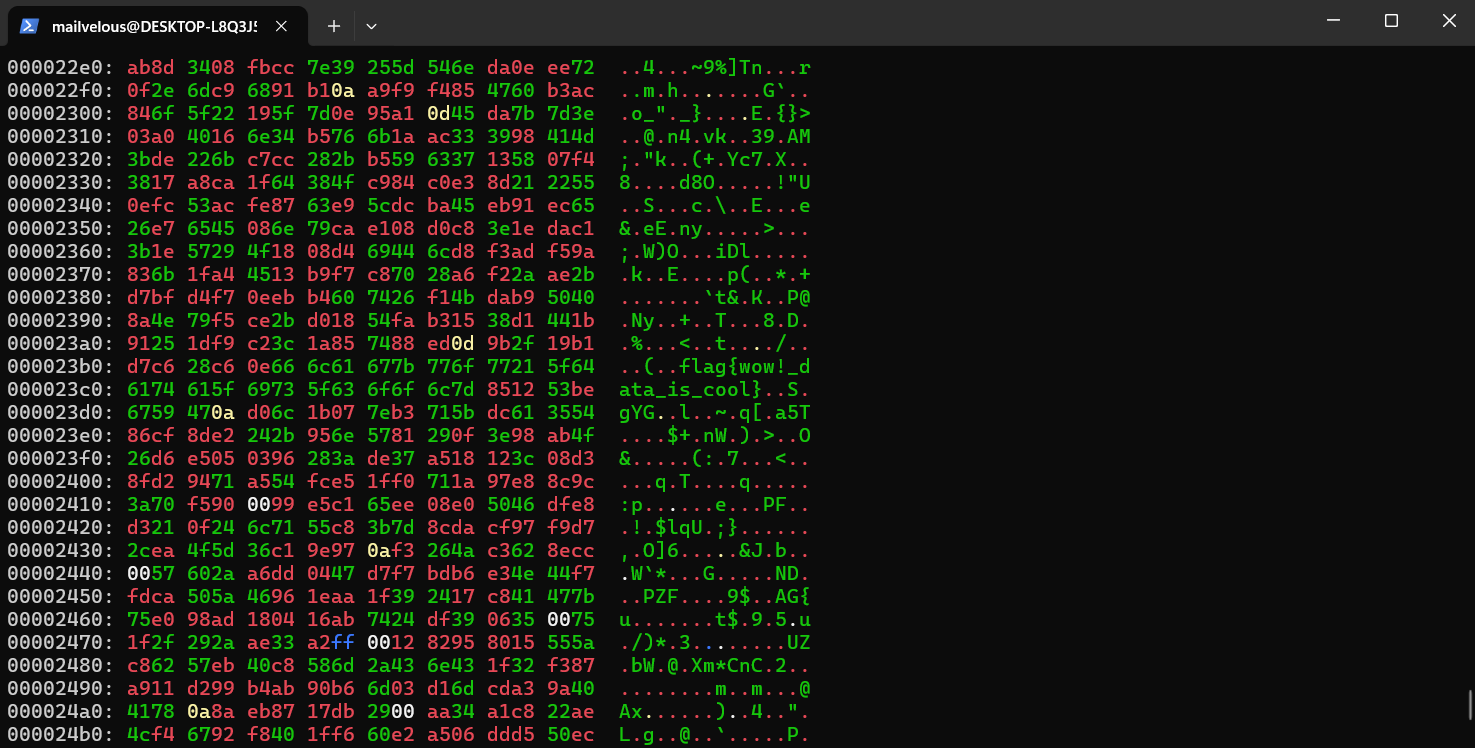 mailvelous@DESKTOP-L8Q3J5
000022e0: ab8d 3408 fbcc 7e39 255d 546e da0e ee72  ..4...~9%]Tn...r
000022f0: 0f2e 6dc9 6891 b10a a9f9 f485 4760 b3ac  ..m.h.......G`..
00002300: 846f 5f22 195f 7d0e 95a1 0d45 da7b 7d3e  .o_"._}....E.{}>
00002310: 03a0 4016 6e34 b576 6b1a ac33 3998 414d  ..@.n4.vk..39.AM
00002320: 3bde 226b c7cc 282b b559 6337 1358 07f4  ;."k..(+.Yc7.X..
00002330: 3817 a8ca 1f64 384f c984 c0e3 8d21 2255  8....d8O.....!"U
00002340: 0efc 53ac fe87 63e9 5cdc ba45 eb91 ec65  ..S...c.\..E...e
00002350: 26e7 6545 086e 79ca e108 d0c8 3e1e dac1  &.eE.ny.....>...
00002360: 3b1e 5729 4f18 08d4 6944 6cd8 f3ad f59a  ;.W)O...iDl.....
00002370: 836b 1fa4 4513 b9f7 c870 28a6 f22a ae2b  .k..E....p(..*.+
00002380: d7bf d4f7 0eeb b460 7426 f14b dab9 5040  .......`t&.K..P@
00002390: 8a4e 79f5 ce2b d018 54fa b315 38d1 441b  .Ny..+..T...8.D.
000023a0: 9125 1df9 c23c 1a85 7488 ed0d 9b2f 19b1  .%...<..t..../..
000023b0: d7c6 28c6 0e66 6c61 677b 776f 7721 5f64  ..(..flag{wow!_d
000023c0: 6174 615f 6973 5f63 6f6f 6c7d 8512 53be  ata_is_cool}..S.
000023d0: 6759 470a d06c 1b07 7eb3 715b dc61 3554  gYG..l..~.q[.a5T
000023e0: 86cf 8de2 242b 956e 5781 290f 3e98 ab4f  ....$+.nW.).>..O
000023f0: 26d6 e505 0396 283a de37 a518 123c 08d3  &.....(:.7...<..
00002400: 8fd2 9471 a554 fce5 1ff0 711a 97e8 8c9c  ...q.T....q.....
00002410: 3a70 f590 0099 e5c1 65ee 08e0 5046 dfe8  :p......e...PF..
00002420: d321 0f24 6c71 55c8 3b7d 8cda cf97 f9d7  .!.$lqU.;}......
00002430: 2cea 4f5d 36c1 9e97 0af3 264a c362 8ecc  ,.O]6.....&J.b..
00002440: 0057 602a a6dd 0447 d7f7 bdb6 e34e 44f7  .W`*...G.....ND.
00002450: fdca 505a 4696 1eaa 1f39 2417 c841 477b  ..PZF....9$..AG{
00002460: 75e0 98ad 1804 16ab 7424 df39 0635 0075  u.......t$.9.5.u
00002470: 1f2f 292a ae33 a2ff 0012 8295 8015 555a  ./)*.3........UZ
00002480: c862 57eb 40c8 586d 2a43 6e43 1f32 f387  .bW.@.Xm*CnC.2..
00002490: a911 d299 b4ab 90b6 6d03 d16d cda3 9a40  ........m..m...@
000024a0: 4178 0a8a eb87 17db 2900 aa34 a1c8 22ae  Ax......)..4..".
000024b0: 4cf4 6792 f840 1ff6 60e2 a506 ddd5 50ec  L.g..@..`.....P.